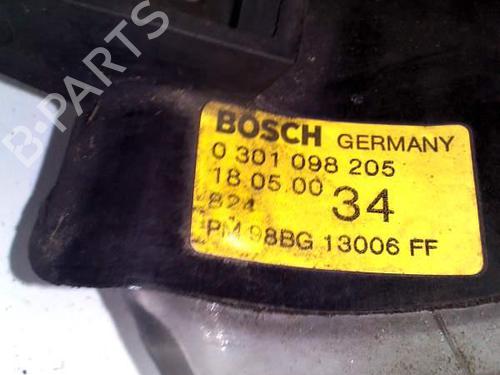 B-PARTS
BOSCH GERMANY
0 301 098 205
18.05.00
824 34
PM 98BG 13006 FF